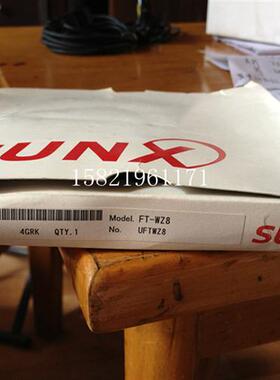 SUNX
15821961171
Model. FT-WZ8
4GRK QTY.1 No. UFTWZ8
SU